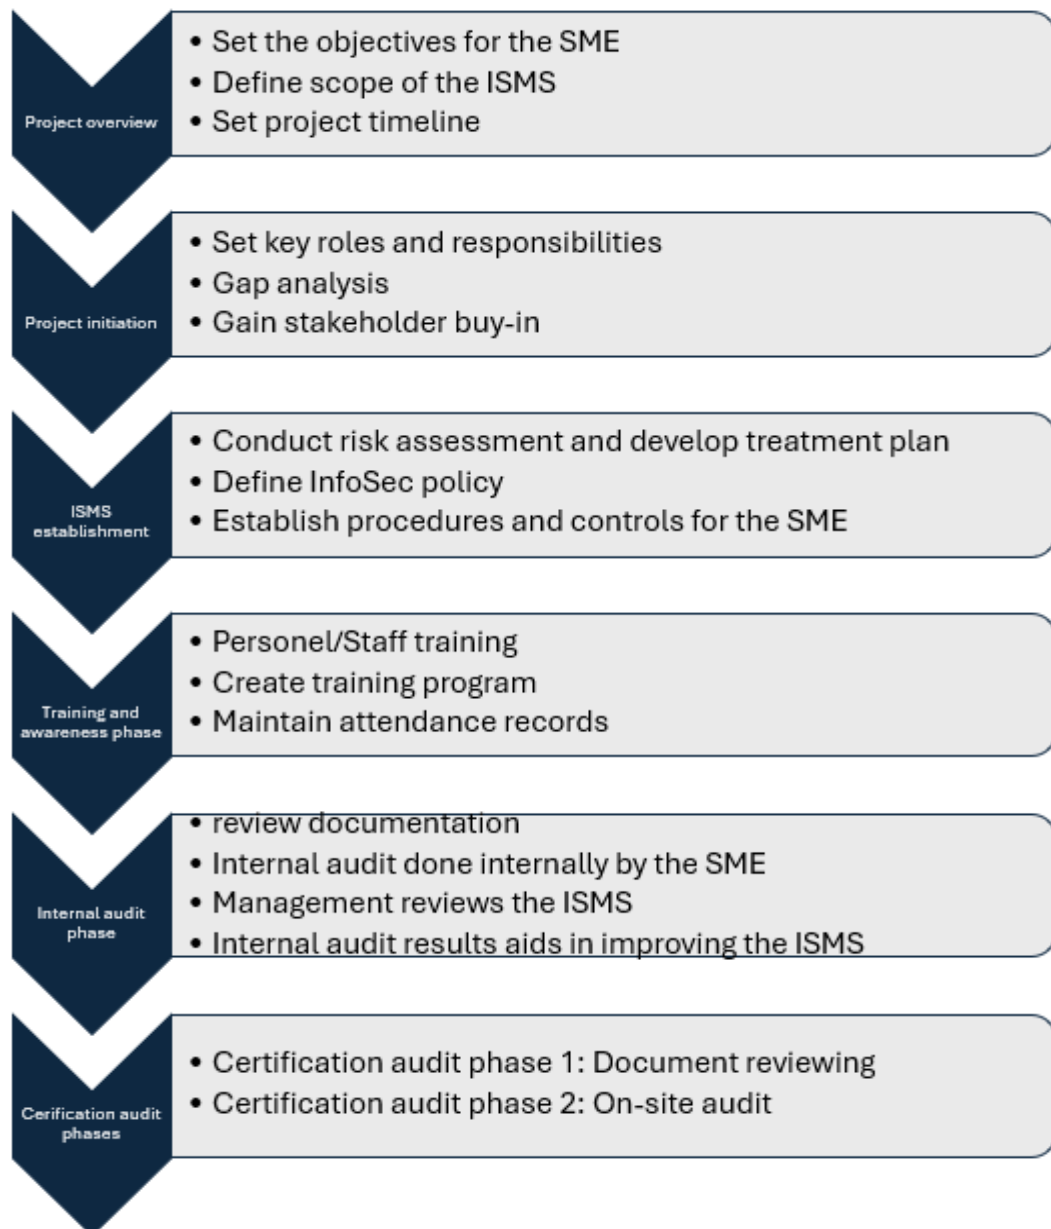 Project overview
• Set the objectives for the SME
• Define scope of the ISMS
• Set project timeline
Project initiation
• Set key roles and responsibilities
• Gap analysis
• Gain stakeholder buy-in
ISMS
establishment
• Conduct risk assessment and develop treatment plan
• Define InfoSec policy
• Establish procedures and controls for the SME
Training and
awareness phase
• Personel/Staff training
• Create training program
• Maintain attendance records
Internal audit
phase
• review documentation
• Internal audit done internally by the SME
• Management reviews the ISMS
• Internal audit results aids in improving the ISMS
Cerification audit
phases
• Certification audit phase 1: Document reviewing
• Certification audit phase 2: On-site audit